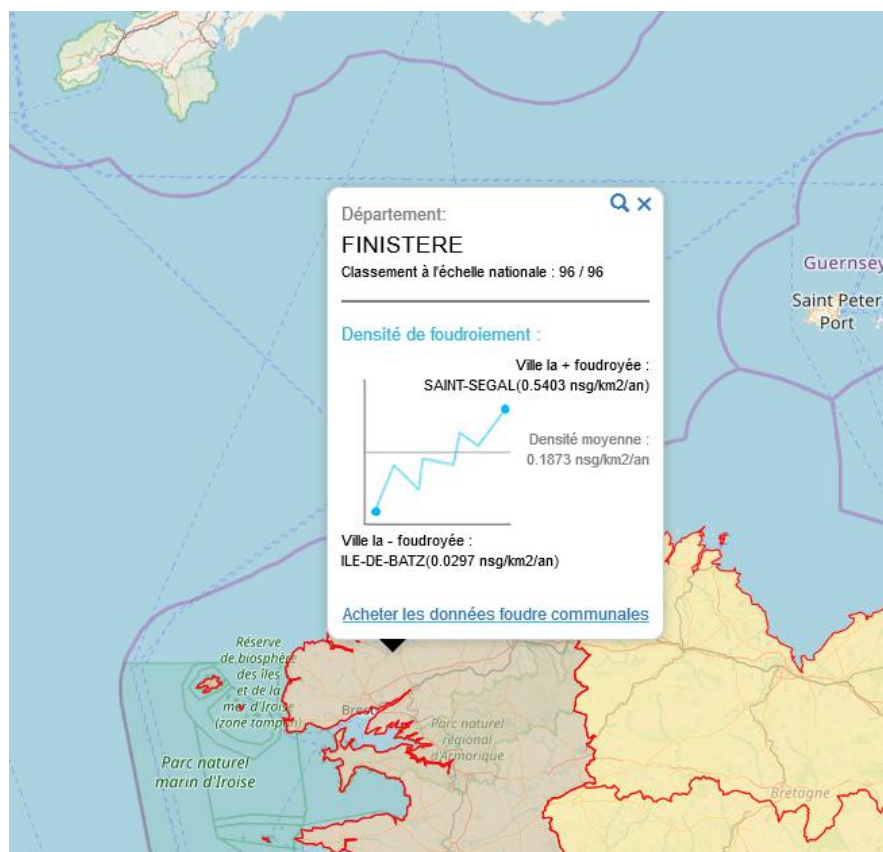 Département:
FINISTERE
Classement à l'échelle nationale : 96 / 96
Densité de foudroiement :
Ville la + foudroyée :
SAINT-SEGAL(0.5403 nsg/km2/an)
Densité moyenne :
0.1873 nsg/km2/an
Ville la - foudroyée :
ILE-DE-BATZ(0.0297 nsg/km2/an)
Acheter les données foudre communales
Guernsey
Saint Peter
Port
Réserve
de biosphère
des îles
et de la
mer d'Iroise
(zone tampon)
Brest
Parc naturel
régional
d'Armorique
Parc naturel
marin d'Iroise
Bretagne